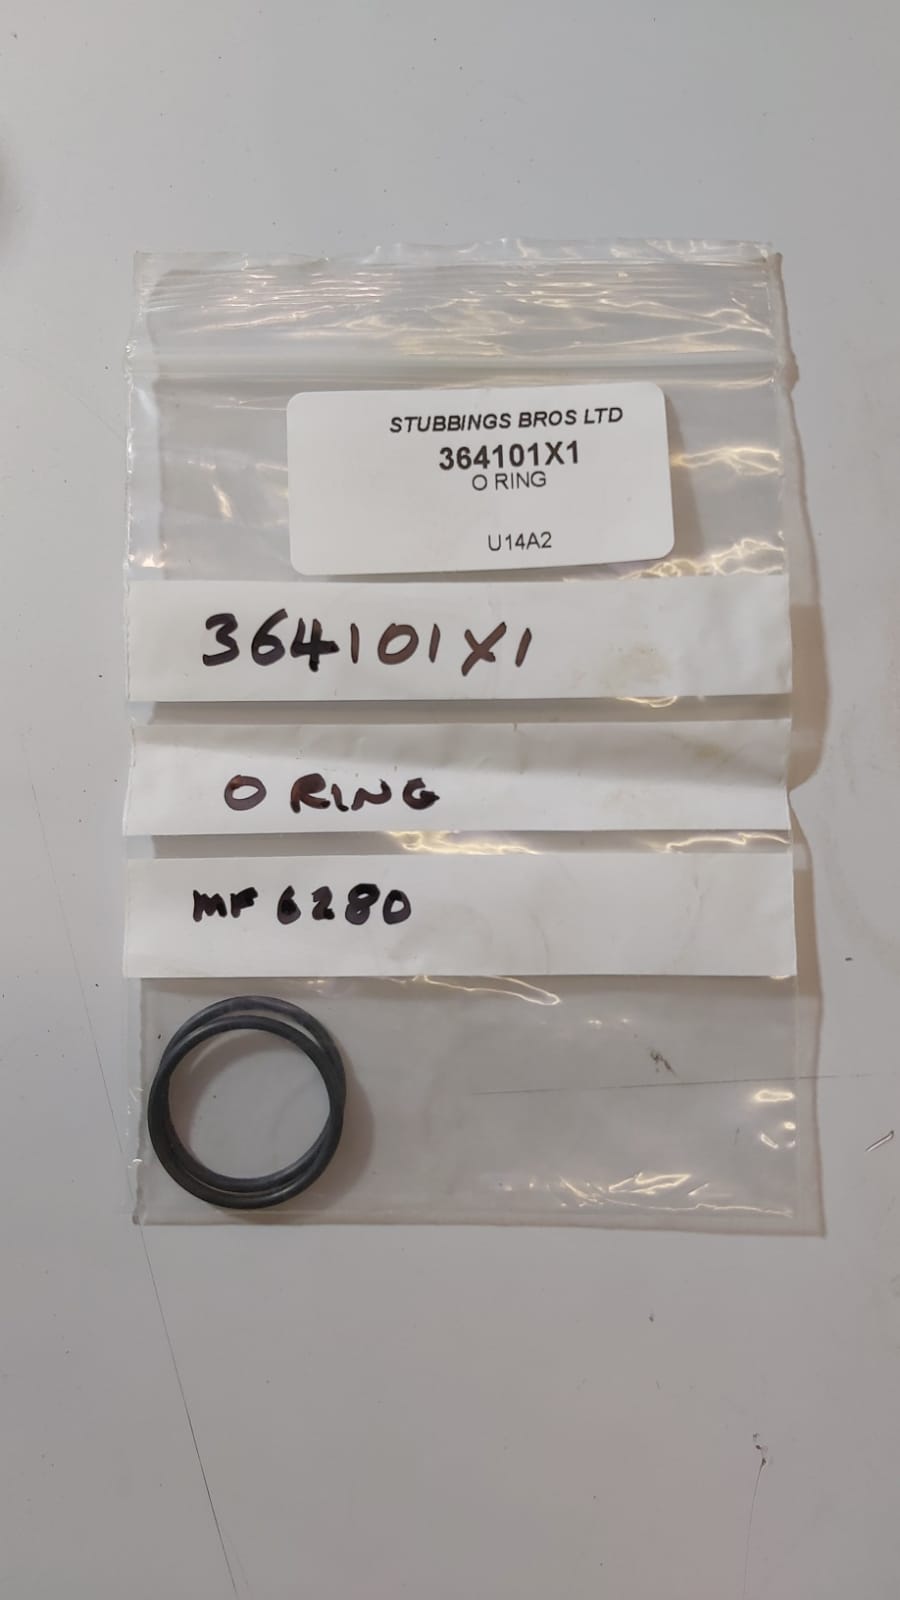 STUBBINGS BROS LTD
364101X1
O RING
U14A2
364101X1
O RING
MF 6280